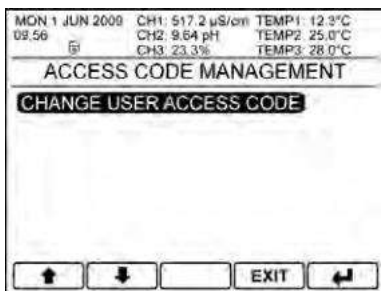 MON 1 JUN 2009 CH1: 517.2 µS/cm TEMP1: 12.3°C
09:56 CH2: 9.64 pH TEMP2: 25.0°C
CH3: 23.3% TEMP3: 28.0°C
ACCESS CODE MANAGEMENT
CHANGE USER ACCESS CODE
EXIT